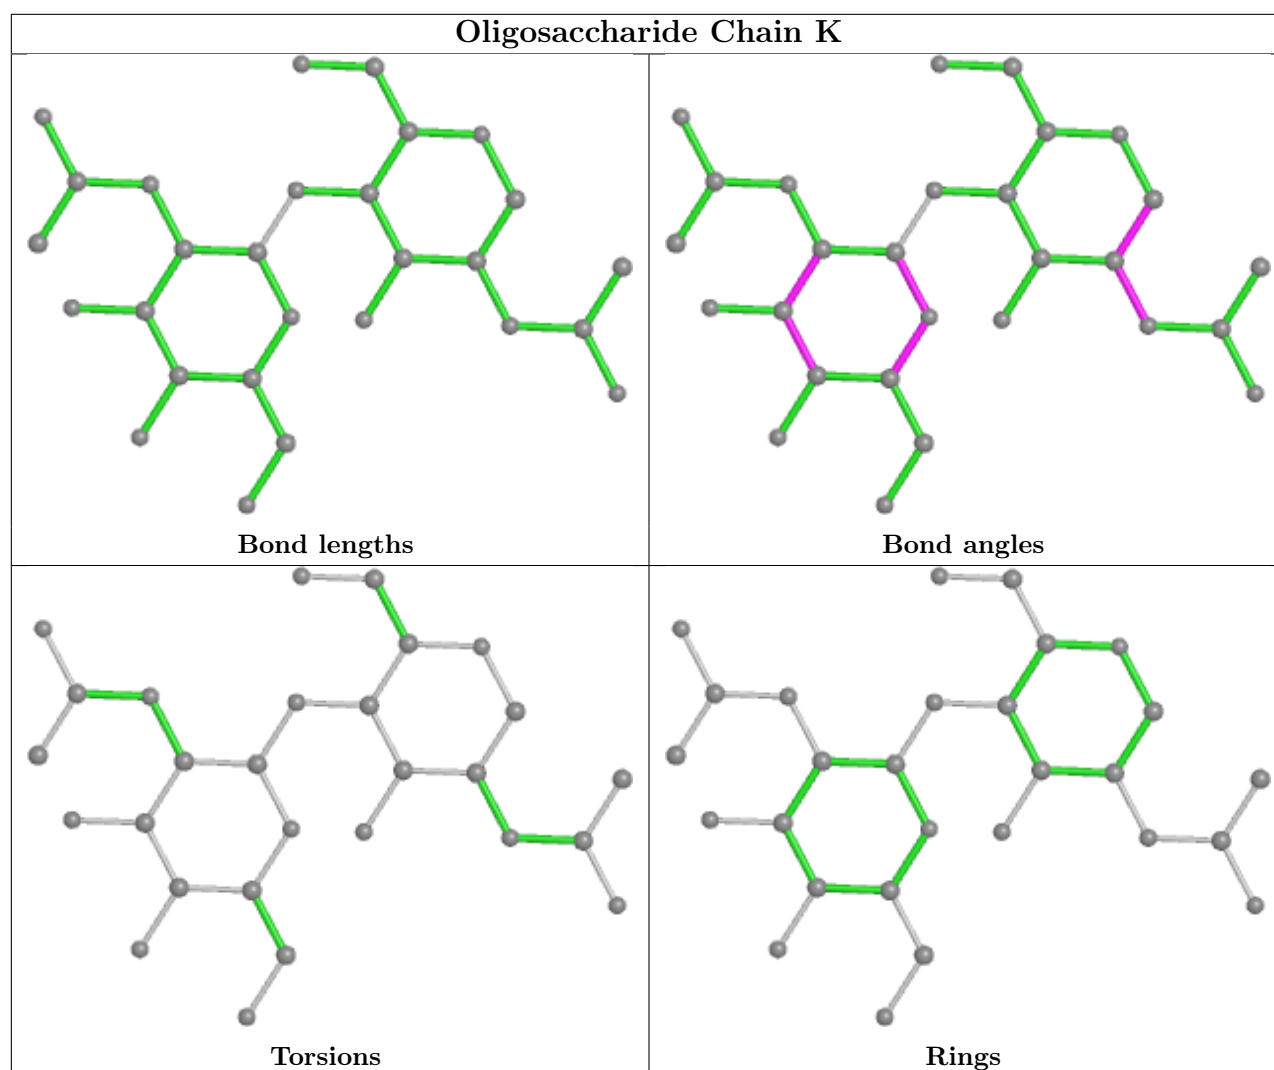 Oligosaccharide Chain K
Bond lengths
Bond angles
Torsions
Rings